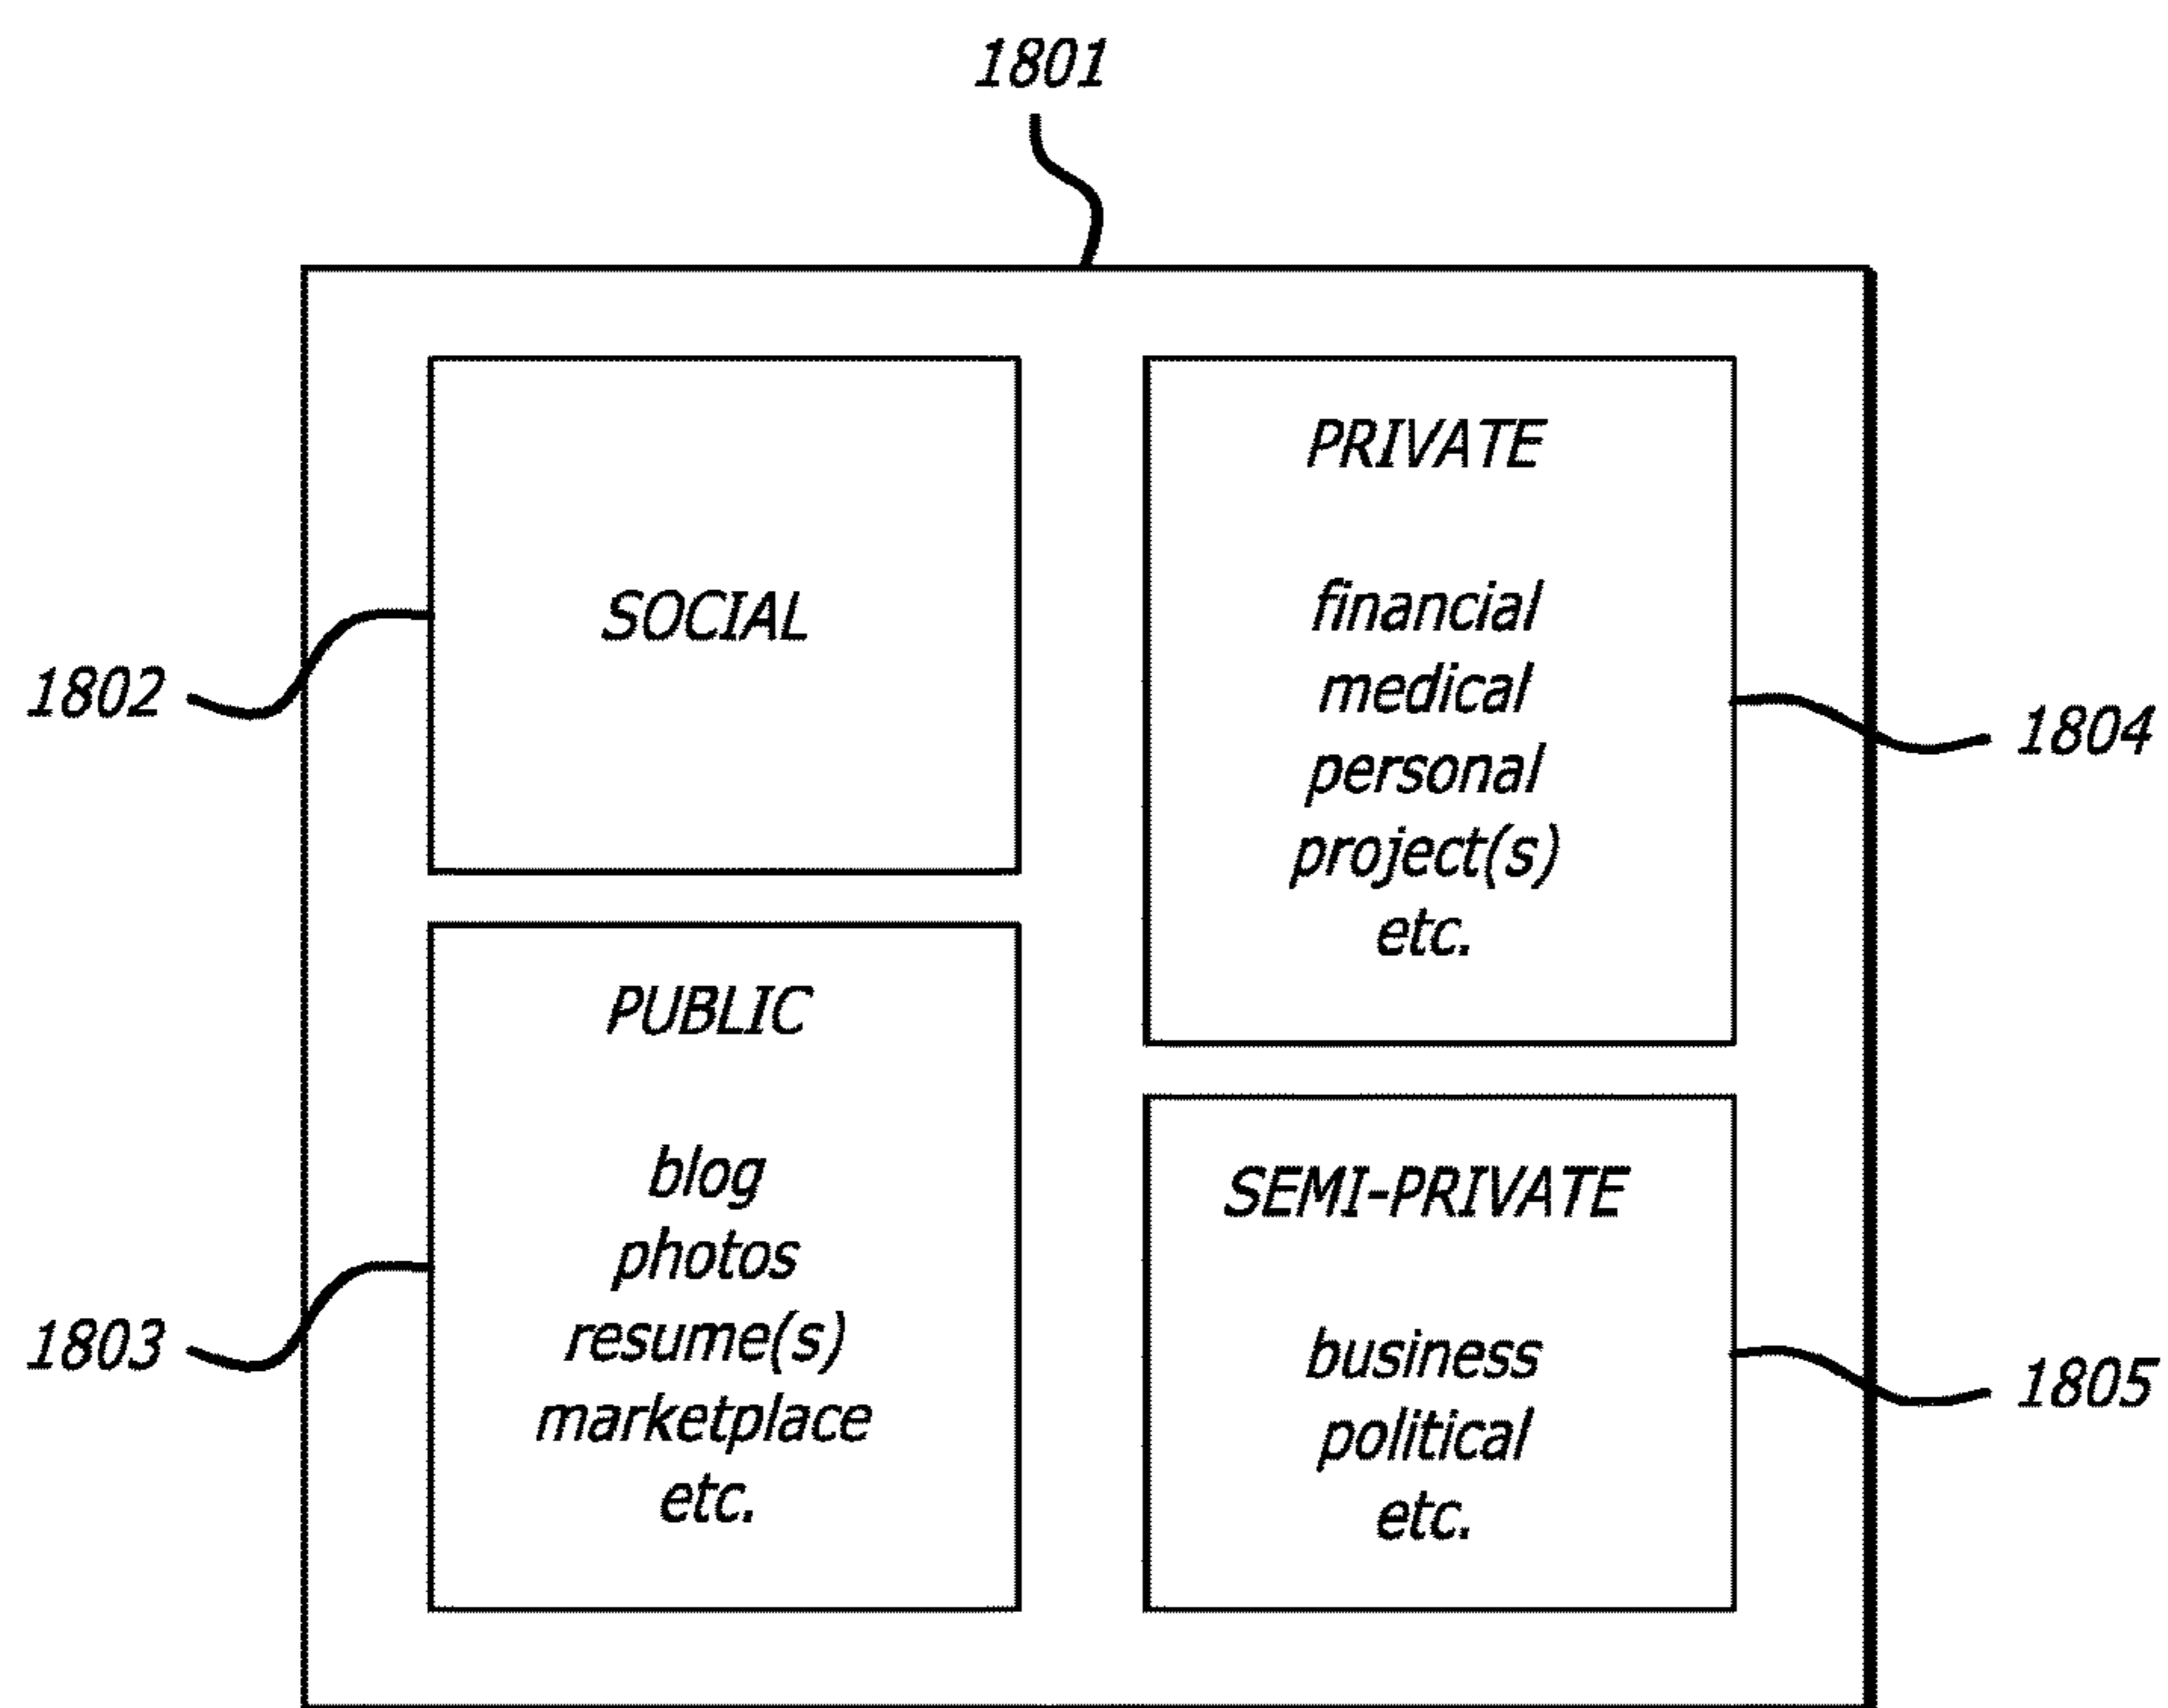 1801
SOCIAL
1802
PUBLIC
blog
photos
resume(s)
marketplace
etc.
1803
PRIVATE
financial
medical
personal
project(s)
etc.
1804
SEMI-PRIVATE
business
political
etc.
1805